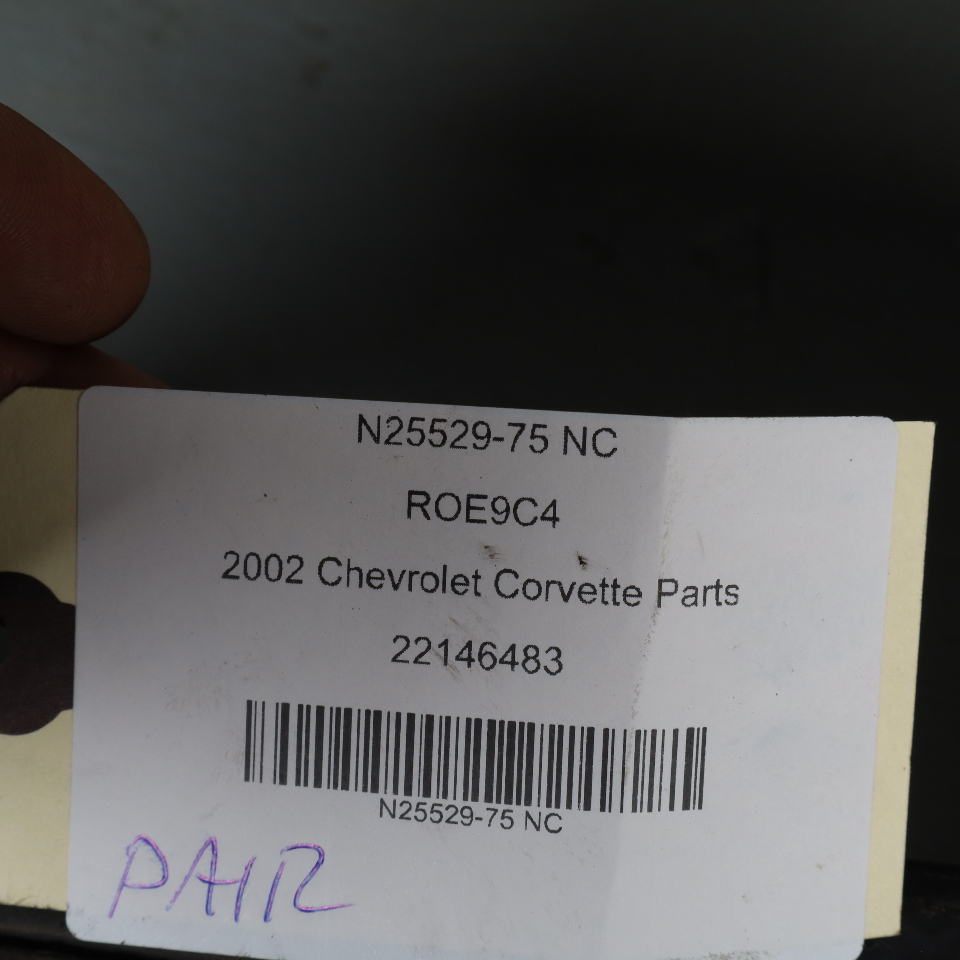 N25529-75 NC
ROE9C4
2002 Chevrolet Corvette Parts
22146483
N25529-75 NC
PAIR